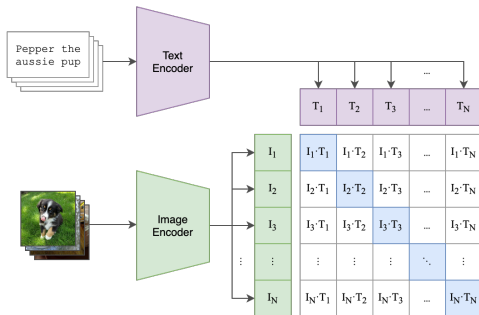 Pepper the
aussie pup
Text
Encoder
...
T1 T2 T3 ... TN
Image
Encoder
I1 I1·T1 I1·T2 I1·T3 ... I1·TN
I2 I2·T1 I2·T2 I2·T3 ... I2·TN
I3 I3·T1 I3·T2 I3·T3 ... I3·TN
⋮ ⋮ ⋮ ⋮ ⋮ ⋱ ⋮
IN IN·T1 IN·T2 IN·T3 ... IN·TN